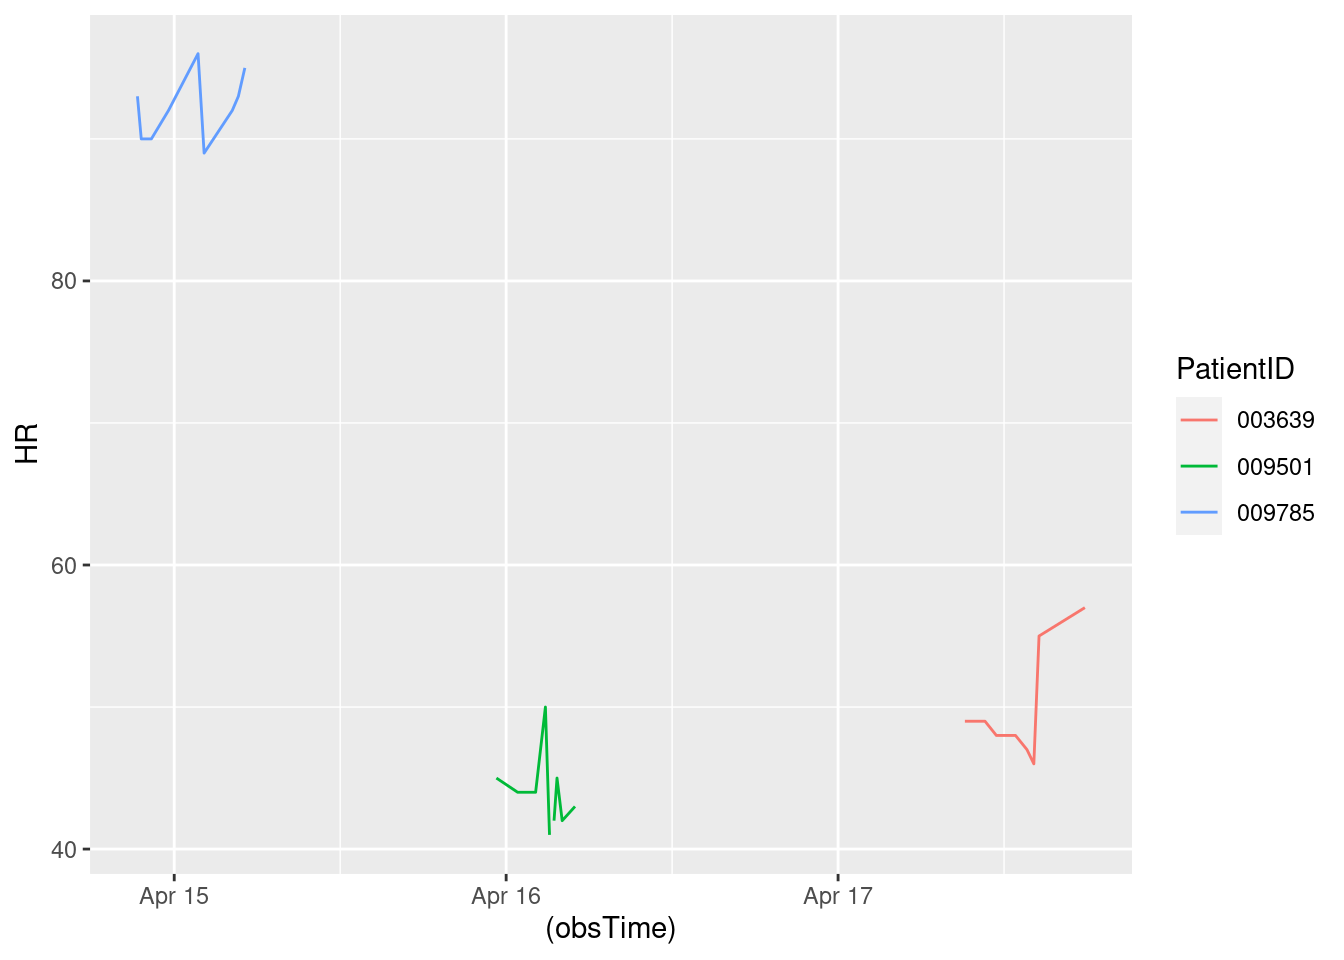 80
60
40
HR
Apr 15
Apr 16
Apr 17
(obsTime)
PatientID
003639
009501
009785